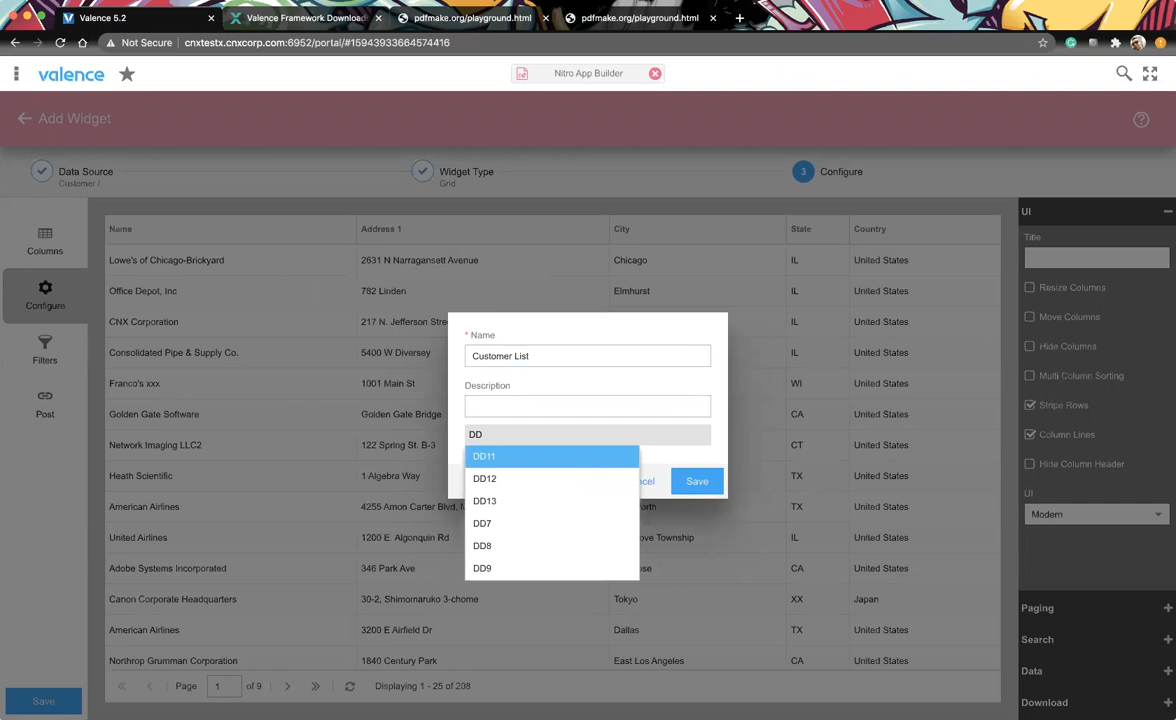 Valence 5.2
Valence Framework Download
pdfmake.org/playground.html
pdfmake.org/playground.html
Not Secure
cnxtestx.cnxcorp.com:6952/portal/#15943933664574416
valence
Nitro App Builder
Add Widget
Data Source
Customer /
Widget Type
Grid
3
Configure
Columns
Configure
Filters
Post
Save
Name Address 1 City State Country
Lowe's of Chicago-Brickyard 2631 N Narragansett Avenue Chicago IL United States
Office Depot, Inc 782 Linden Elmhurst IL United States
CNX Corporation 217 N. Jefferson IL United States
Consolidated Pipe & Supply Co. 5400 W Diversey IL United States
Franco's xxx 1001 Main St WI United States
Golden Gate Software Golden Gate Bridge CA United States
Network Imaging LLC2 122 Spring St. B-3 CT United States
Heath Scientific 1 Algebra Way TX United States
American Airlines 4255 Amon Carter Blvd, TX United States
United Airlines 1200 E. Algonquin Rd Township IL United States
Adobe Systems Incorporated 346 Park Ave CA United States
Canon Corporate Headquarters 30-2, Shimomaruko 3-chome Tokyo XX Japan
American Airlines 3200 E Airfield Dr Dallas TX United States
Northrop Grumman Corporation 1840 Century Park East Los Angeles CA United States
Page 1 of 9
Displaying 1 - 25 of 208
* Name
Customer List
Description
DD
DD11
DD12
DD13
DD7
DD8
DD9
Save
UI
Title
Resize Columns
Move Columns
Hide Columns
Multi Column Sorting
Stripe Rows
Column Lines
Hide Column Header
UI
Modern
Paging
Search
Data
Download